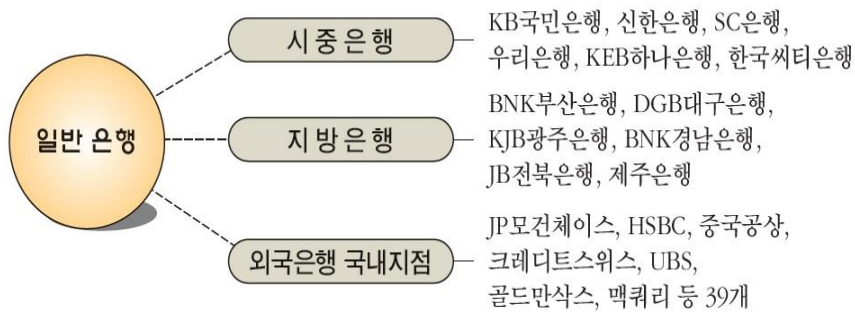 일반 은행
시중은행
KB국민은행, 신한은행, SC은행,
우리은행, KEB하나은행, 한국씨티은행
지방은행
BNK부산은행, DGB대구은행,
KJB광주은행, BNK경남은행,
JB전북은행, 제주은행
외국은행 국내지점
JP모건체이스, HSBC, 중국공상,
크레디트스위스, UBS,
골드만삭스, 맥쿼리 등 39개